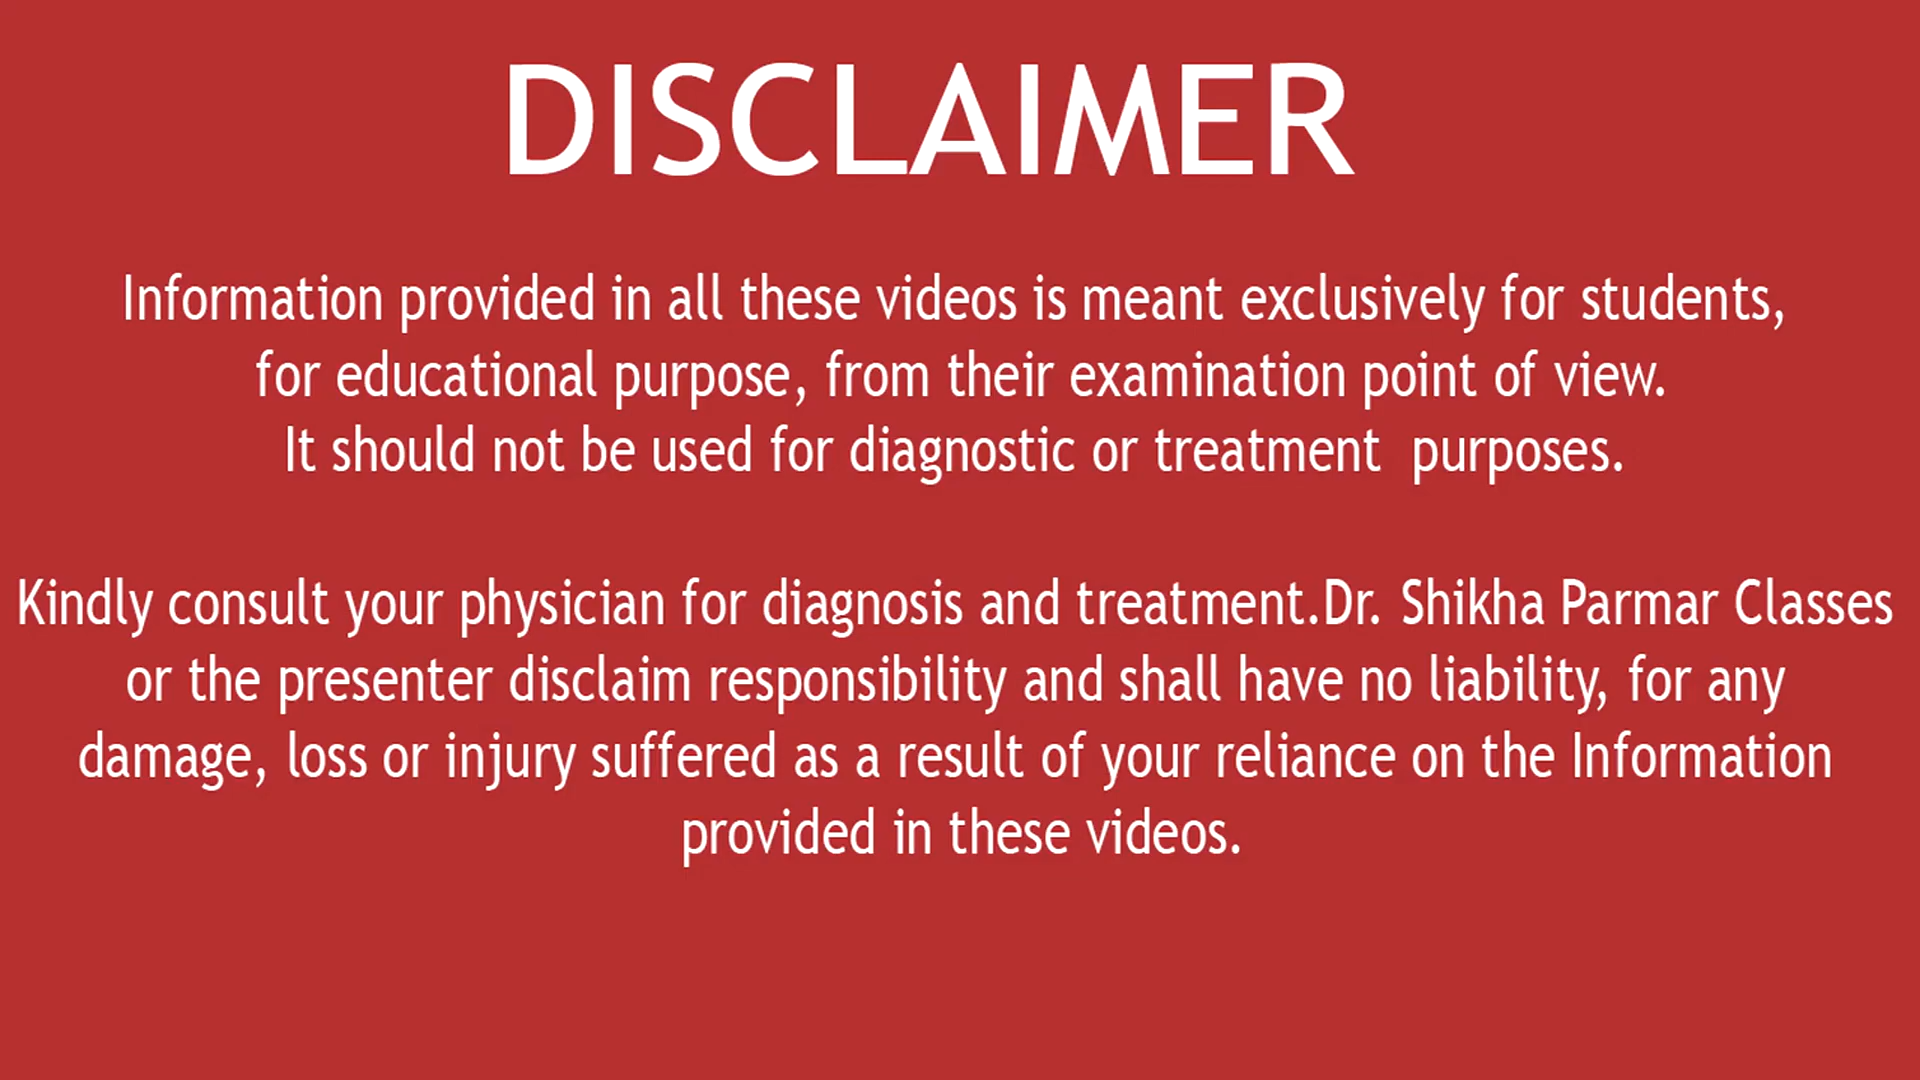 DISCLAIMER
Information provided in all these videos is meant exclusively for students,
for educational purpose, from their examination point of view.
It should not be used for diagnostic or treatment  purposes.
Kindly consult your physician for diagnosis and treatment.Dr. Shikha Parmar Classes
or the presenter disclaim responsibility and shall have no liability, for any
damage, loss or injury suffered as a result of your reliance on the Information
provided in these videos.